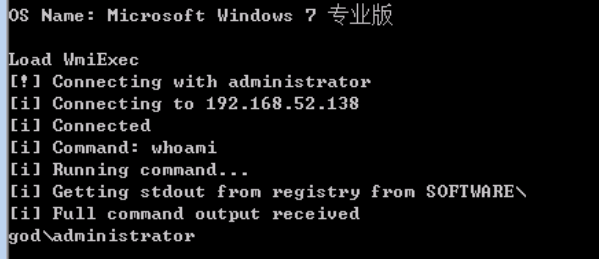 OS Name: Microsoft Windows 7 专业版
Load WmiExec
[!] Connecting with administrator
[i] Connecting to 192.168.52.138
[i] Connected
[i] Command: whoami
[i] Running command...
[i] Getting stdout from registry from SOFTWARE\
[i] Full command output received
god\administrator